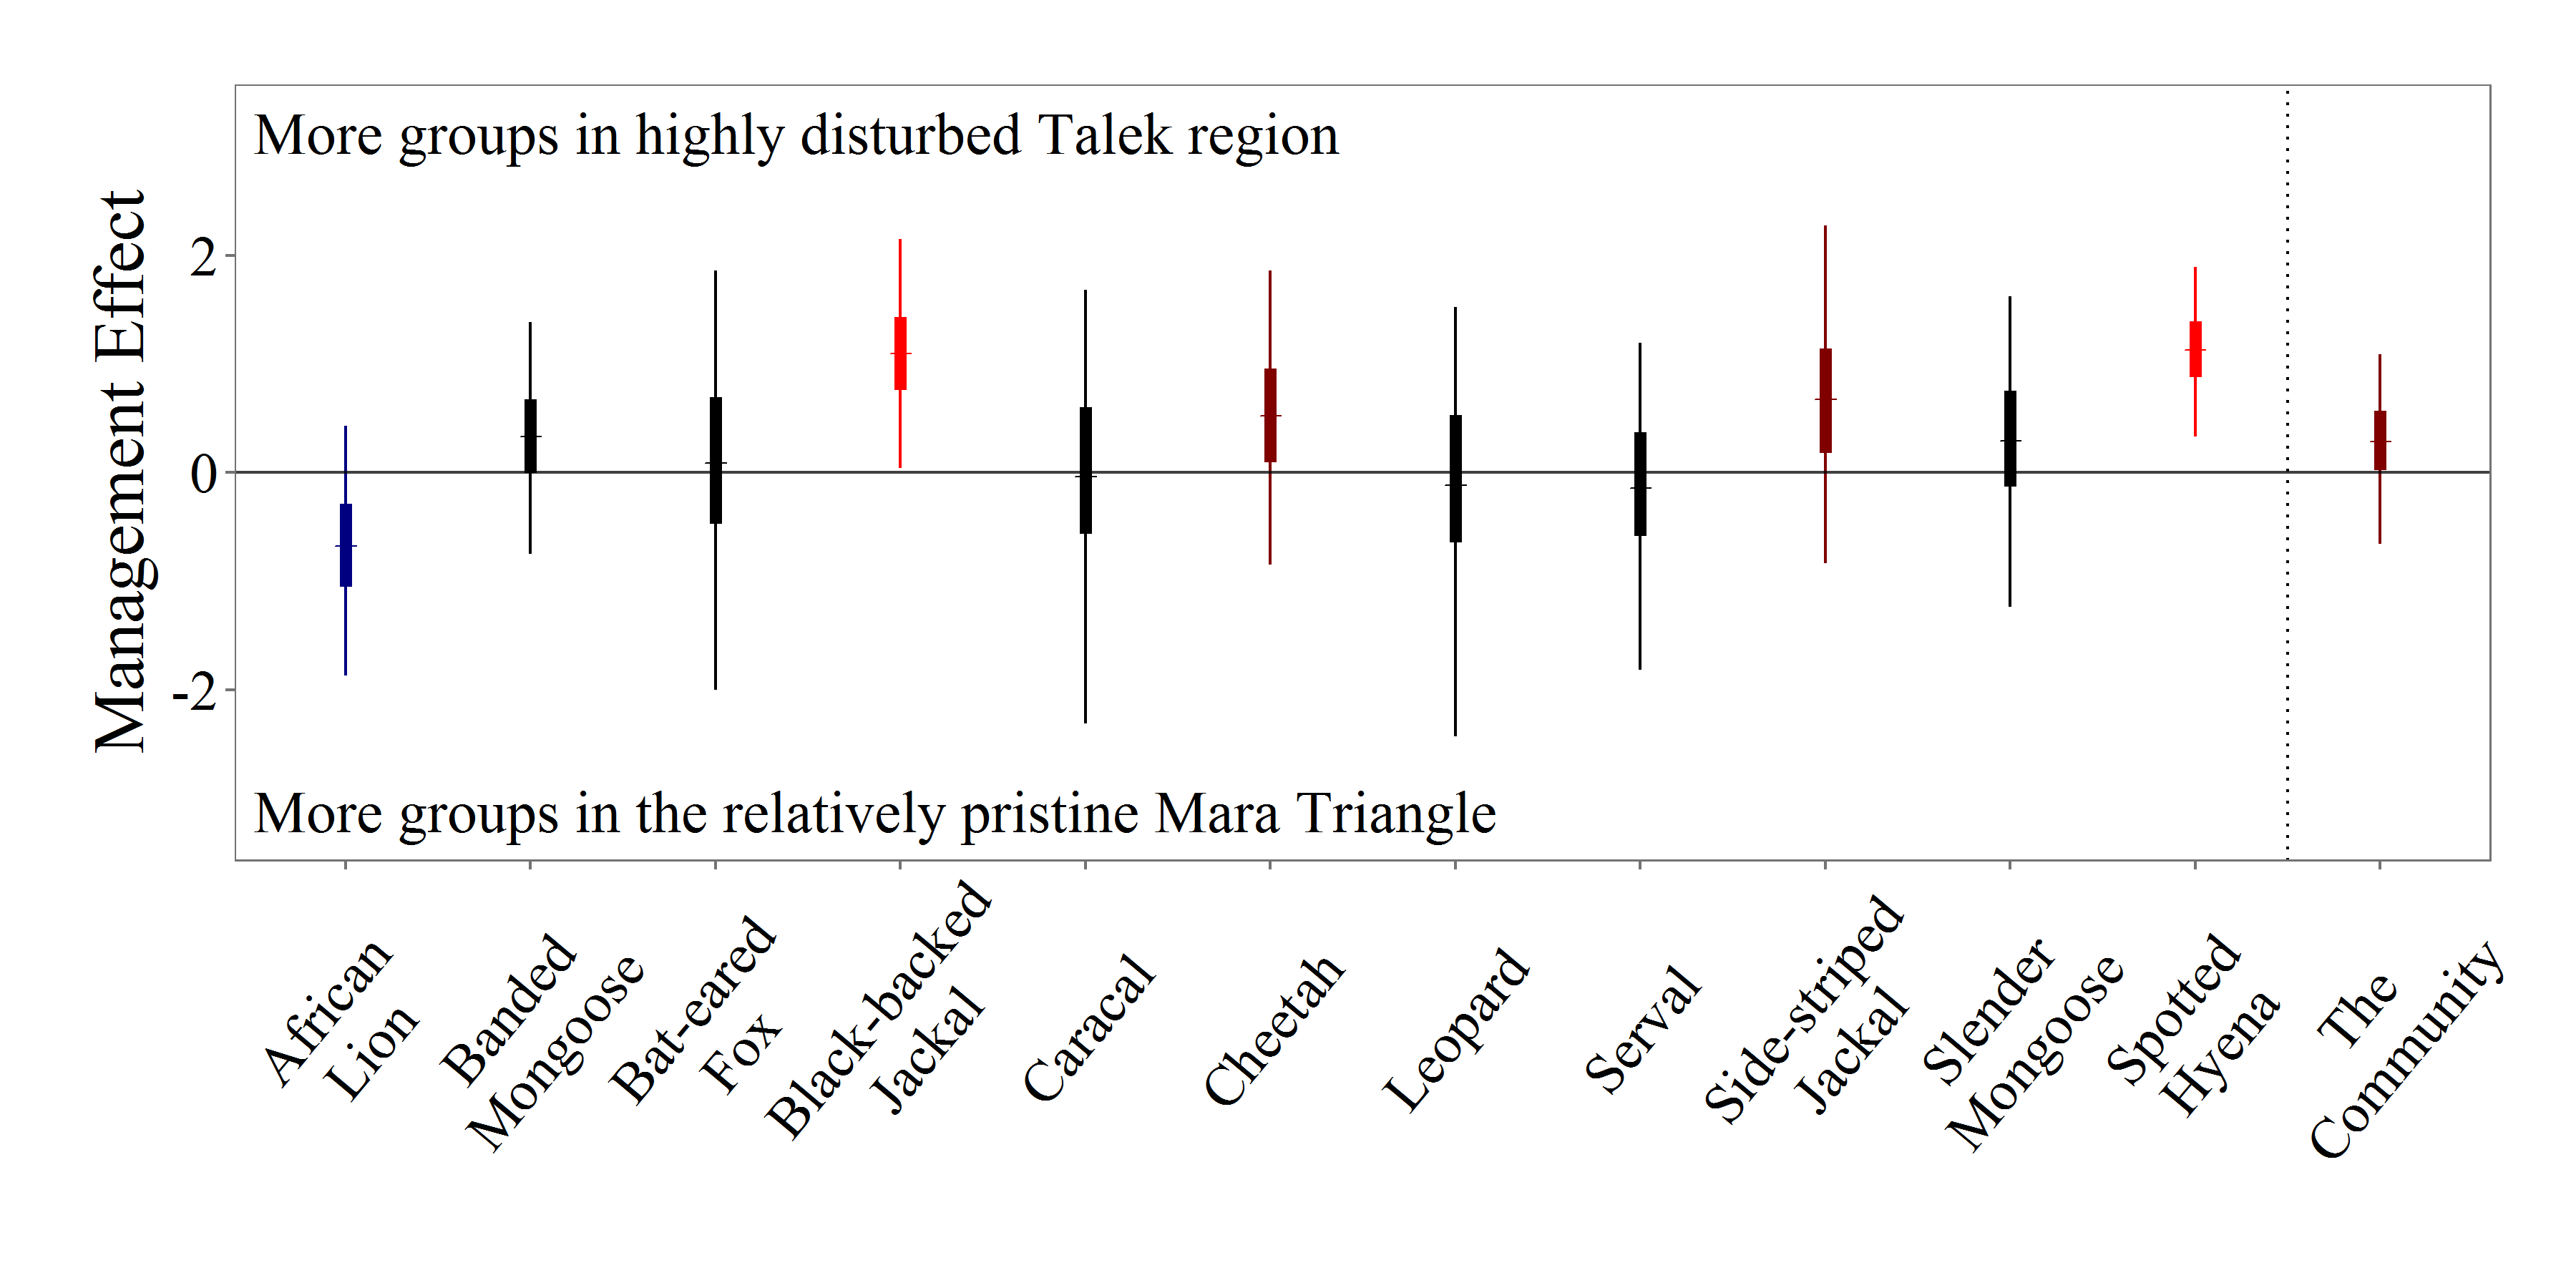 More groups in highly disturbed Talek region
Management Effect
2
0
-2
More groups in the relatively pristine Mara Triangle
African
Lion
Banded
Mongoose
Bat-eared
Fox
Black-backed
Jackal
Caracal
Cheetah
Leopard
Serval
Side-striped
Jackal
Slender
Mongoose
Spotted
Hyena
The
Community